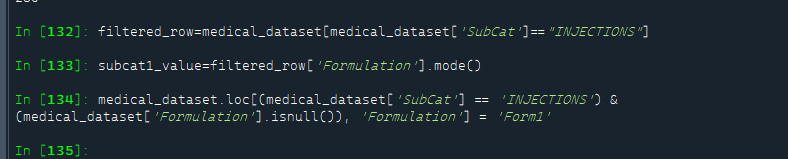 In [132]: filtered_row=medical_dataset[medical_dataset['SubCat']=="INJECTIONS"]
In [133]: subcat1_value=filtered_row['Formulation'].mode()
In [134]: medical_dataset.loc[(medical_dataset['SubCat'] == 'INJECTIONS') &
(medical_dataset['Formulation'].isnull()), 'Formulation'] = 'Form1'
In [135]: